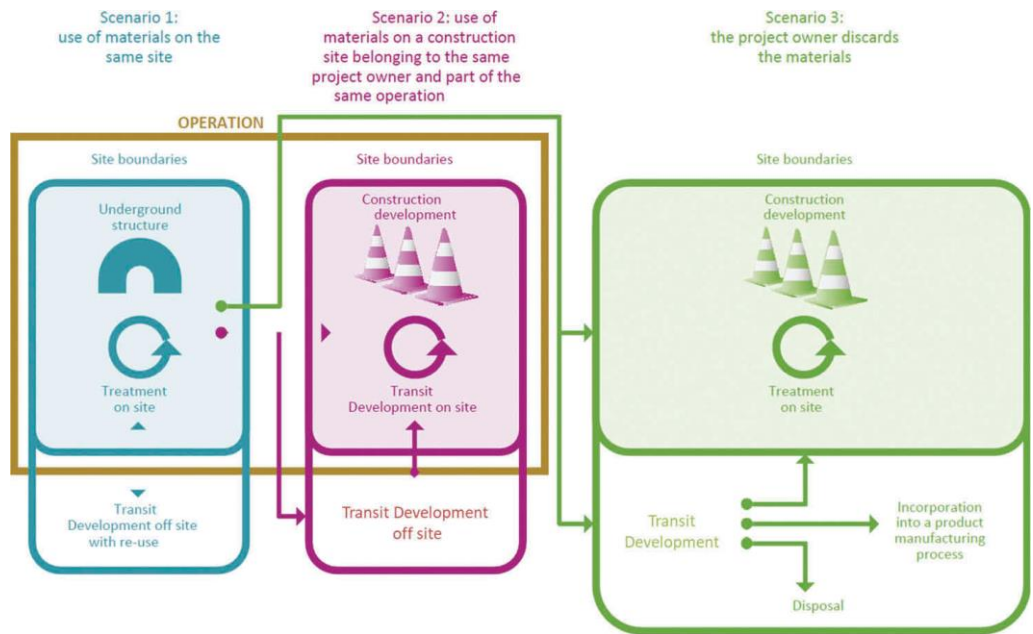 Scenario 1:
use of materials on the
same site
Scenario 2: use of
materials on a construction
site belonging to the same
project owner and part of the
same operation
Scenario 3:
the project owner discards
the materials
OPERATION
Site boundaries
Underground
structure
Treatment
on site
Transit
Development off site
with re-use
Site boundaries
Construction
development
Transit
Development on site
Transit Development
off site
Site boundaries
Construction
development
Treatment
on site
Transit
Development
Incorporation
into a product
manufacturing
process
Disposal